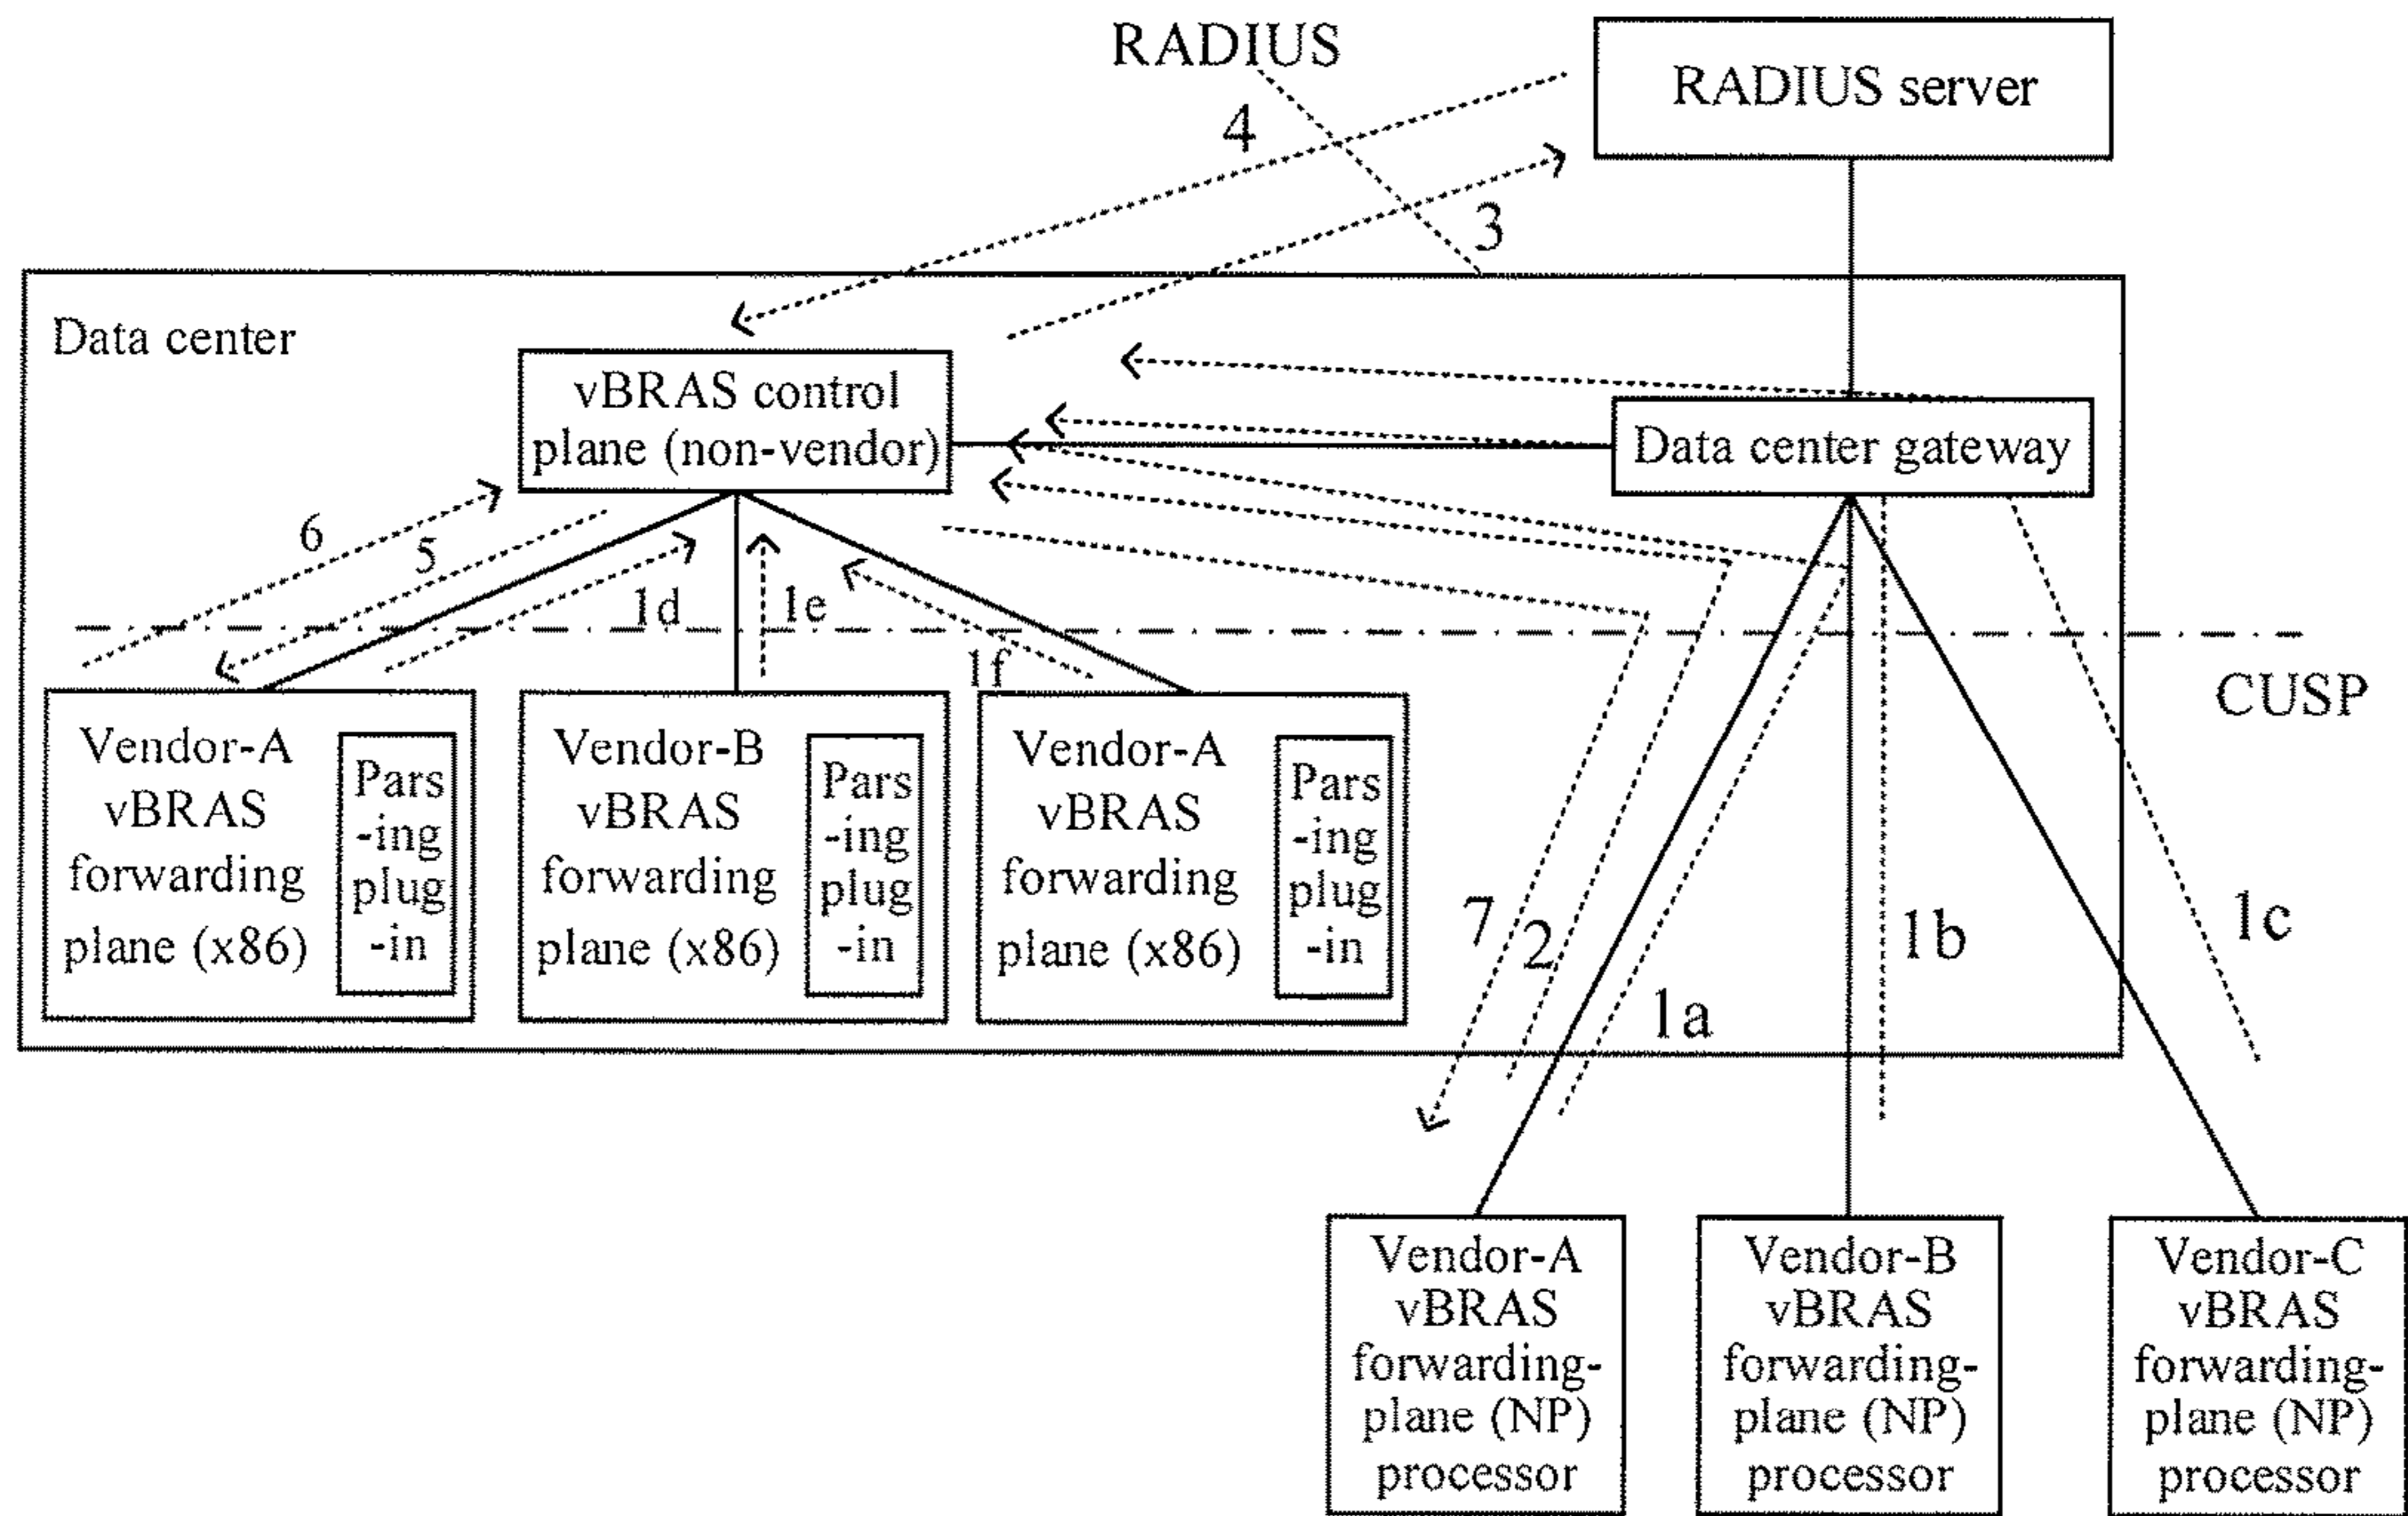 RADIUS
RADIUS server
4
3
Data center
vBRAS control
plane (non-vendor)
Data center gateway
6
5
1d
1e
1f
CUSP
Vendor-A
vBRAS
forwarding
plane (x86)
Pars
-ing
plug
-in
Vendor-B
vBRAS
forwarding
plane (x86)
Pars
-ing
plug
-in
Vendor-A
vBRAS
forwarding
plane (x86)
Pars
-ing
plug
-in
7
2
1a
1b
1c
Vendor-A
vBRAS
forwarding-
plane (NP)
processor
Vendor-B
vBRAS
forwarding-
plane (NP)
processor
Vendor-C
vBRAS
forwarding-
plane (NP)
processor